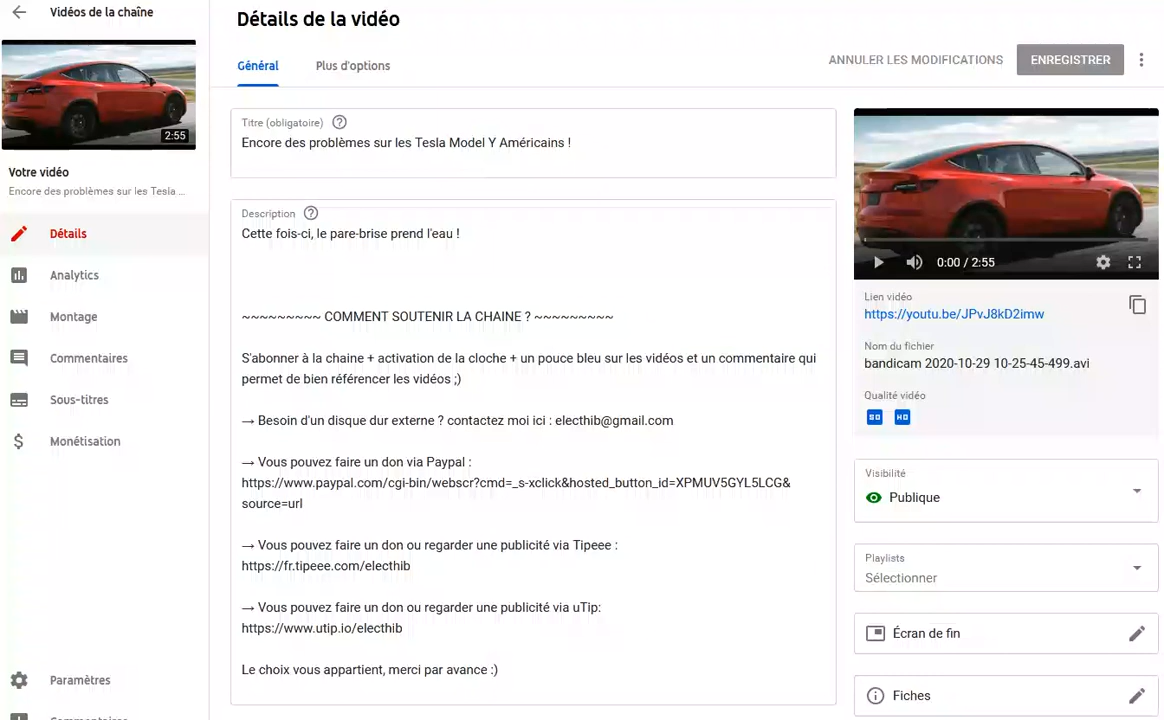 Vidéos de la chaîne
2:55
Votre vidéo
Encore des problèmes sur les Tesla ...
Détails
Analytics
Montage
Commentaires
Sous-titres
Monétisation
Paramètres
Commentaires
Détails de la vidéo
Général
Plus d'options
ANNULER LES MODIFICATIONS
ENREGISTRER
Titre (obligatoire)
Encore des problèmes sur les Tesla Model Y Américains !
Description
Cette fois-ci, le pare-brise prend l'eau !
~~~~~~~~~ COMMENT SOUTENIR LA CHAINE ? ~~~~~~~~~
S'abonner à la chaine + activation de la cloche + un pouce bleu sur les vidéos et un commentaire qui
permet de bien référencer les vidéos ;)
→ Besoin d'un disque dur externe ? contactez moi ici : electhib@gmail.com
→ Vous pouvez faire un don via Paypal :
https://www.paypal.com/cgi-bin/webscr?cmd=_s-xclick&hosted_button_id=XPMUV5GYL5LCG&
source=url
→ Vous pouvez faire un don ou regarder une publicité via Tipeee :
https://fr.tipeee.com/electhib
→ Vous pouvez faire un don ou regarder une publicité via uTip:
https://www.utip.io/electhib
Le choix vous appartient, merci par avance :)
0:00 / 2:55
Lien vidéo
https://youtu.be/JPvJ8kD2imw
Nom du fichier
bandicam 2020-10-29 10-25-45-499.avi
Qualité vidéo
SD HD
Visibilité
Publique
Playlists
Sélectionner
Écran de fin
Fiches